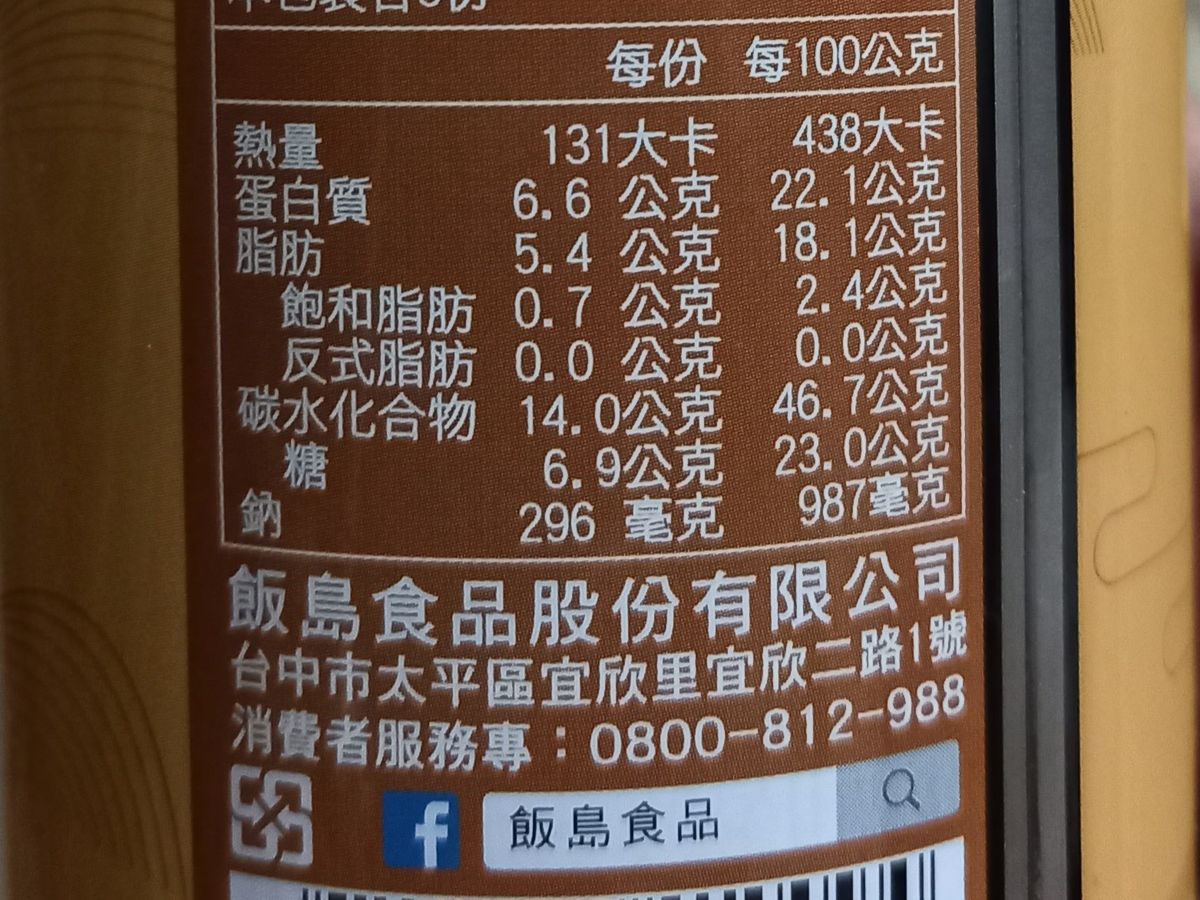 本包裝含6份
每份 每100公克
熱量 131大卡 438大卡
蛋白質 6.6 公克 22.1公克
脂肪 5.4 公克 18.1公克
飽和脂肪 0.7 公克 2.4公克
反式脂肪 0.0 公克 0.0公克
碳水化合物 14.0公克 46.7公克
糖 6.9公克 23.0公克
鈉 296 毫克 987毫克
飯島食品股份有限公司
台中市太平區宜欣里宜欣二路1號
消費者服務專：0800-812-988
f 飯島食品